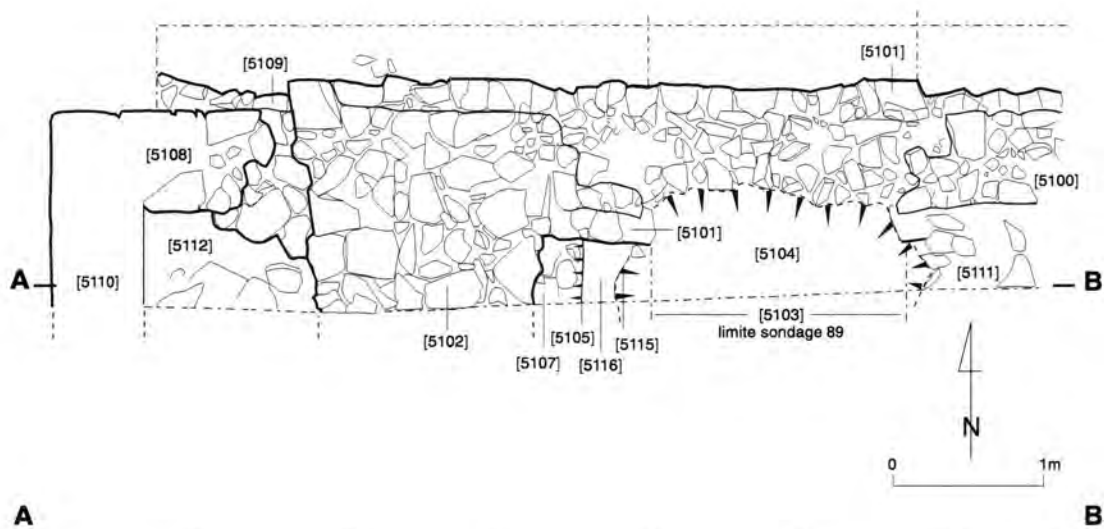 [5109]
[5101]
[5108]
[5100]
[5112]
[5101]
[5104]
[5111]
A
[5110]
B
[5103]
limite sondage 89
[5102]
[5105]
[5115]
[5107]
[5116]
N
0 1m
A B